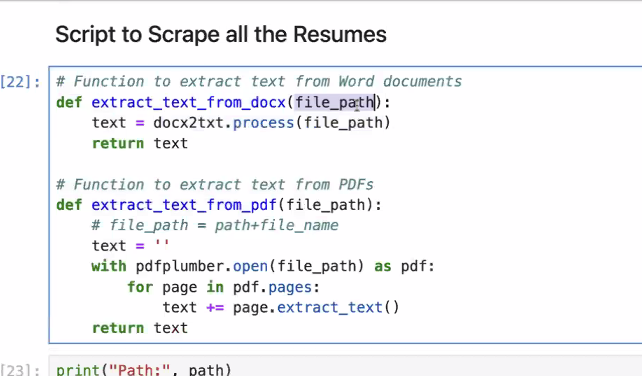 Script to Scrape all the Resumes
[22]:
# Function to extract text from Word documents
def extract_text_from_docx(file_path):
    text = docx2txt.process(file_path)
    return text

# Function to extract text from PDFs
def extract_text_from_pdf(file_path):
    # file_path = path+file_name
    text = ''
    with pdfplumber.open(file_path) as pdf:
        for page in pdf.pages:
            text += page.extract_text()
    return text
[23]:
print("Path:", path)